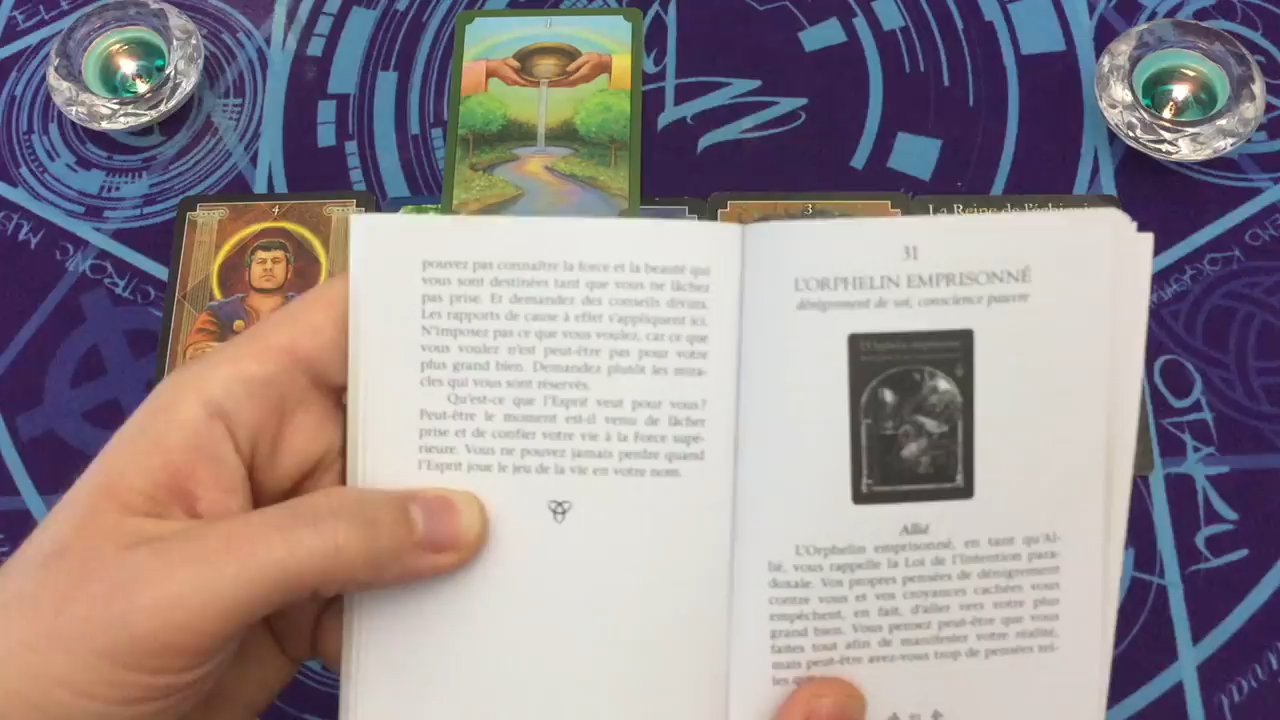 1
4
3
La Reine de l'échiquier
pouvez pas connaître la force et la beauté qui
vous sont destinées tant que vous ne lâchez
pas prise. Et demandez des conseils divins.
Les rapports de cause à effet s'appliquent ici.
N'imposez pas ce que vous voulez, car ce que
vous voulez n'est peut-être pas pour votre
plus grand bien. Demandez plutôt les mira-
cles qui vous sont réservés.
Qu'est-ce que l'Esprit veut pour vous?
Peut-être le moment est-il venu de lâcher
prise et de confier votre vie à la Force supé-
rieure. Vous ne pouvez jamais perdre quand
l'Esprit joue le jeu de la vie en votre nom.
31
L'ORPHELIN EMPRISONNÉ
dénigrement de soi, conscience pauvre
Allié
L'Orphelin emprisonné, en tant qu'Al-
lié, vous rappelle la Loi de l'Intention para-
doxale. Vos propres pensées de dénigrement
contre vous et vos croyances cachées vous
empêchent, en fait, d'aller vers votre plus
grand bien. Vous pensez peut-être que vous
faites tout afin de manifester votre réalité,
mais peut-être avez-vous trop de pensées tel-
les
OTAKU